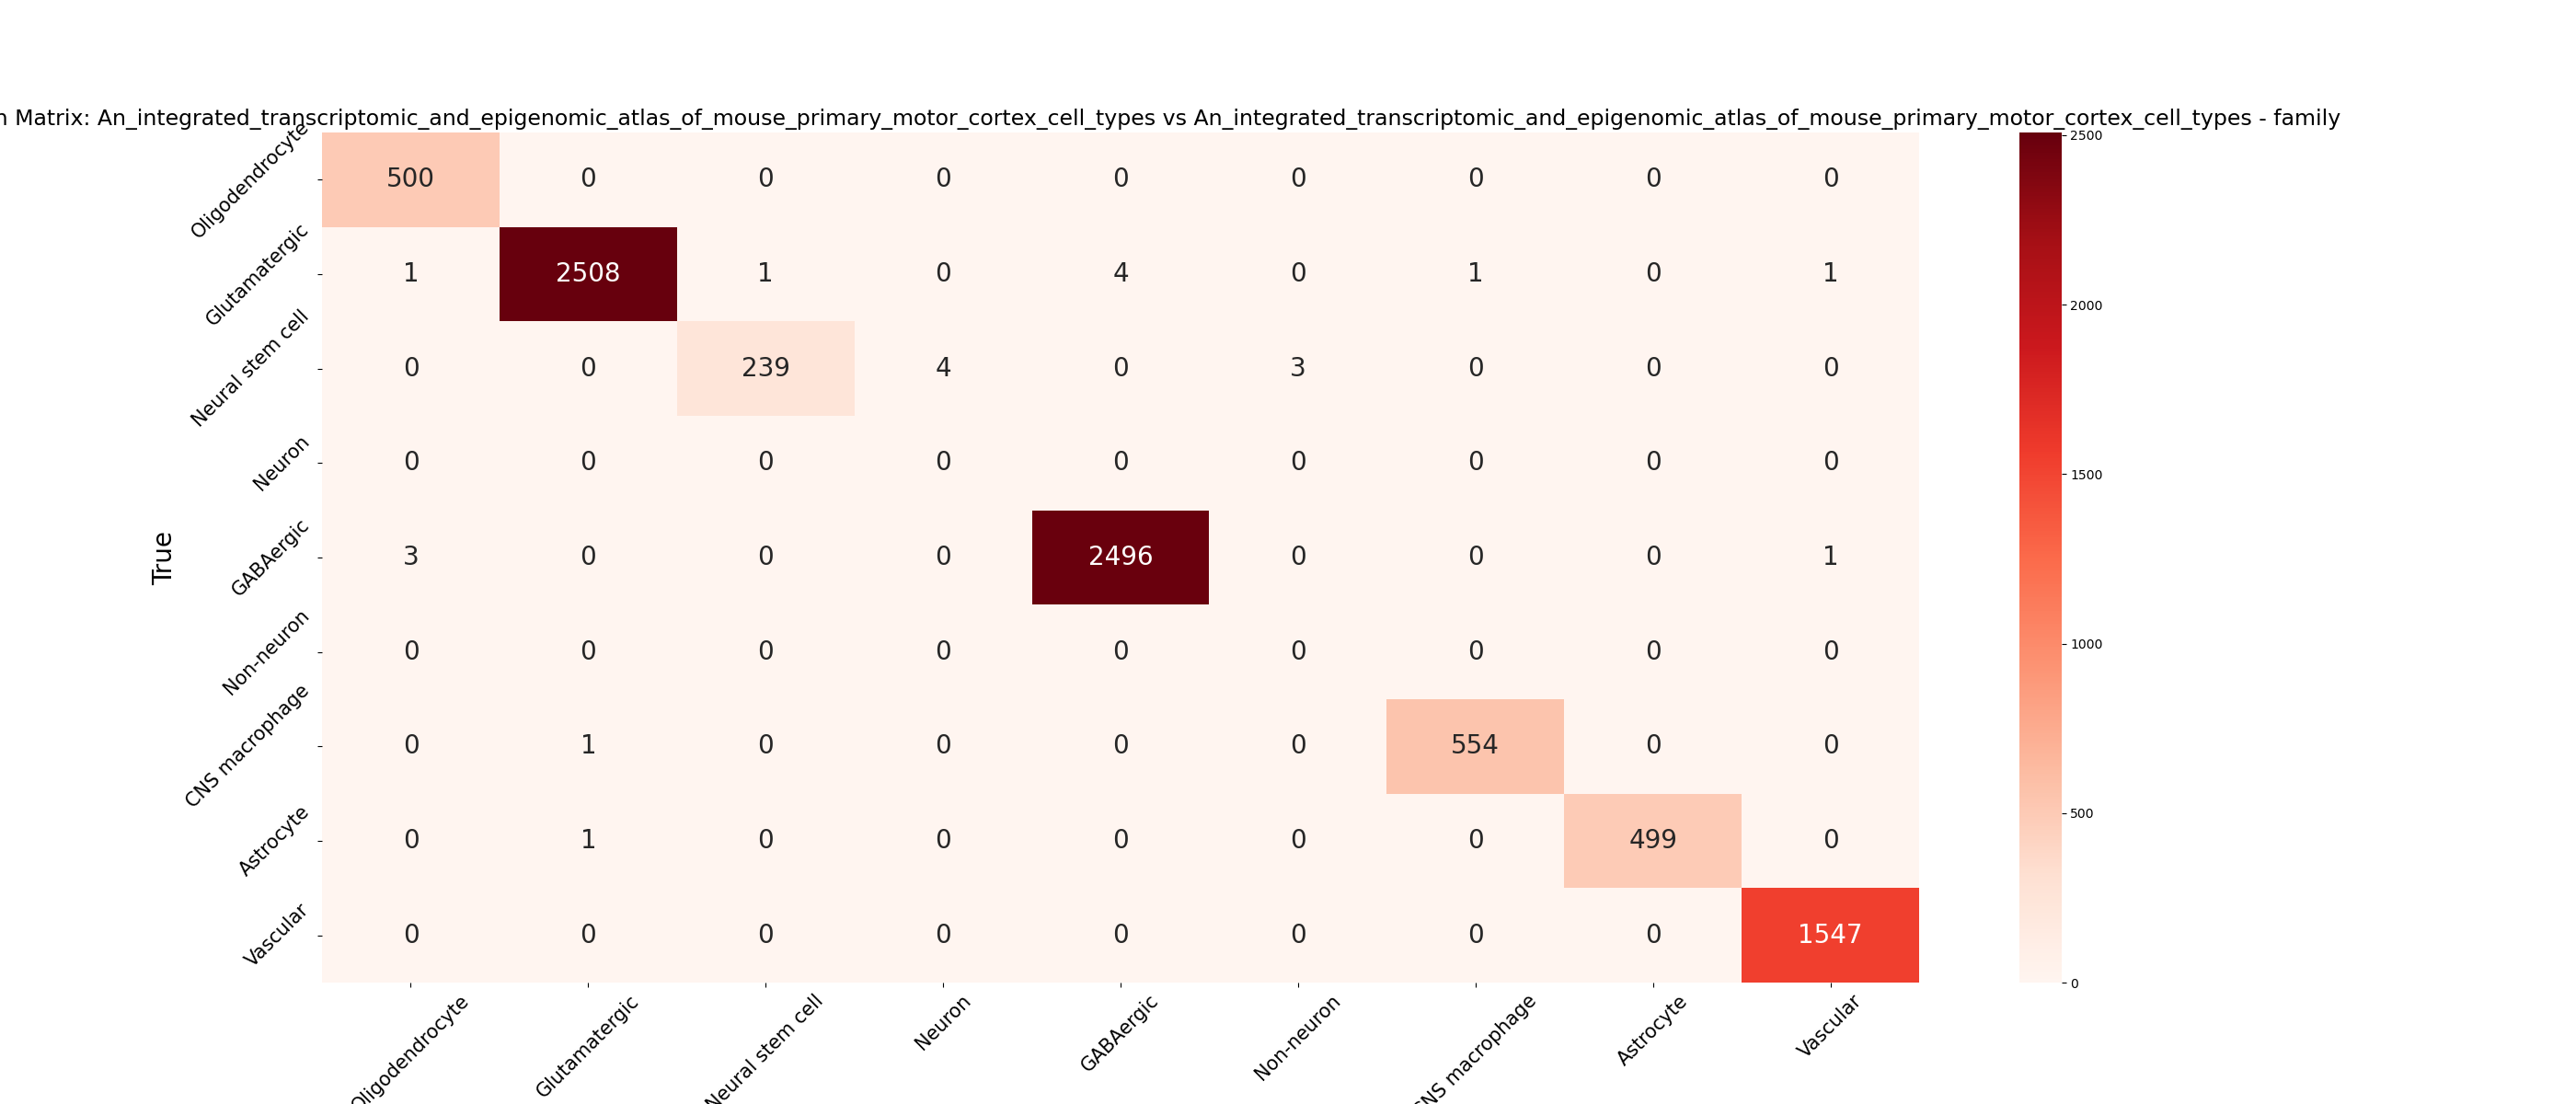 n Matrix: An_integrated_transcriptomic_and_epigenomic_atlas_of_mouse_primary_motor_cortex_cell_types vs An_integrated_transcriptomic_and_epigenomic_atlas_of_mouse_primary_motor_cortex_cell_types - family
Oligodendrocyte 500 0 0 0 0 0 0 0 0
Glutamatergic 1 2508 1 0 4 0 1 0 1
Neural stem cell 0 0 239 4 0 3 0 0 0
Neuron 0 0 0 0 0 0 0 0 0
GABAergic 3 0 0 0 2496 0 0 0 1
Non-neuron 0 0 0 0 0 0 0 0 0
CNS macrophage 0 1 0 0 0 0 554 0 0
Astrocyte 0 1 0 0 0 0 0 499 0
Vascular 0 0 0 0 0 0 0 0 1547
True
Oligodendrocyte Glutamatergic Neural stem cell Neuron GABAergic Non-neuron CNS macrophage Astrocyte Vascular
2500
2000
1500
1000
500
0